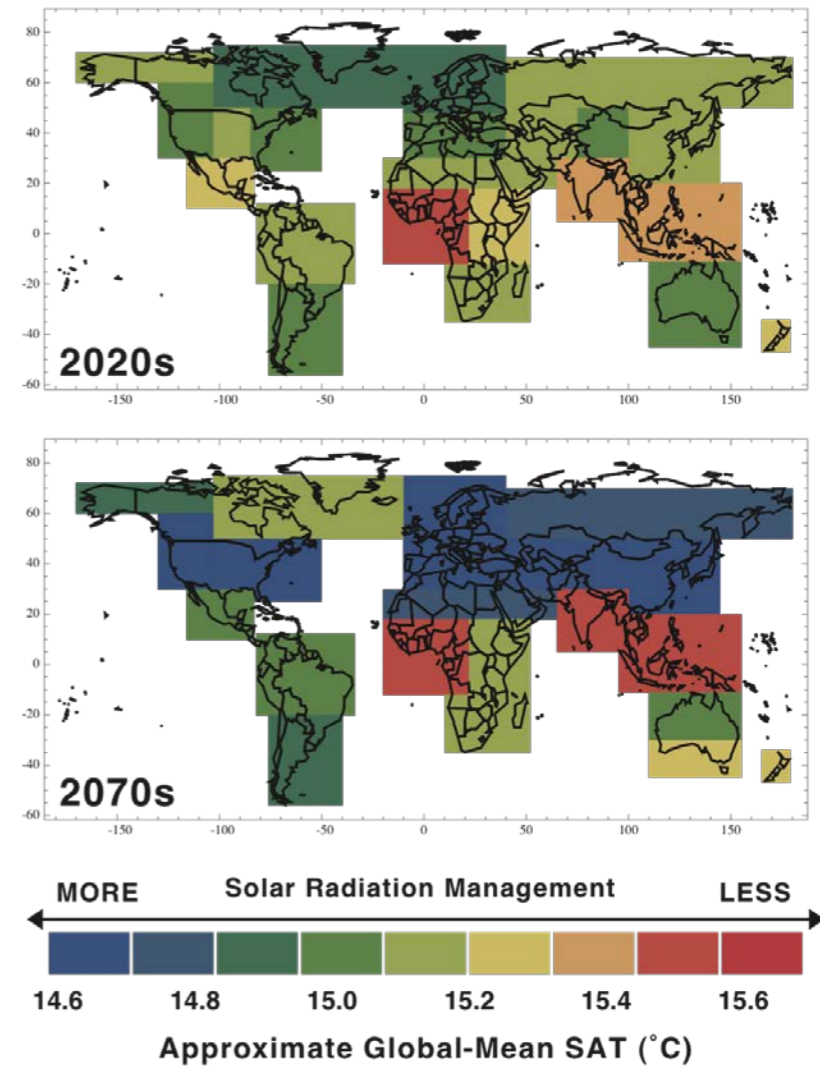 80
60
40
20
0
-20
-40
-60
2020s
-150 -100 -50 0 50 100 150
80
60
40
20
0
-20
-40
-60
2070s
-150 -100 -50 0 50 100 150
MORE Solar Radiation Management LESS
14.6 14.8 15.0 15.2 15.4 15.6
Approximate Global-Mean SAT (˚C)